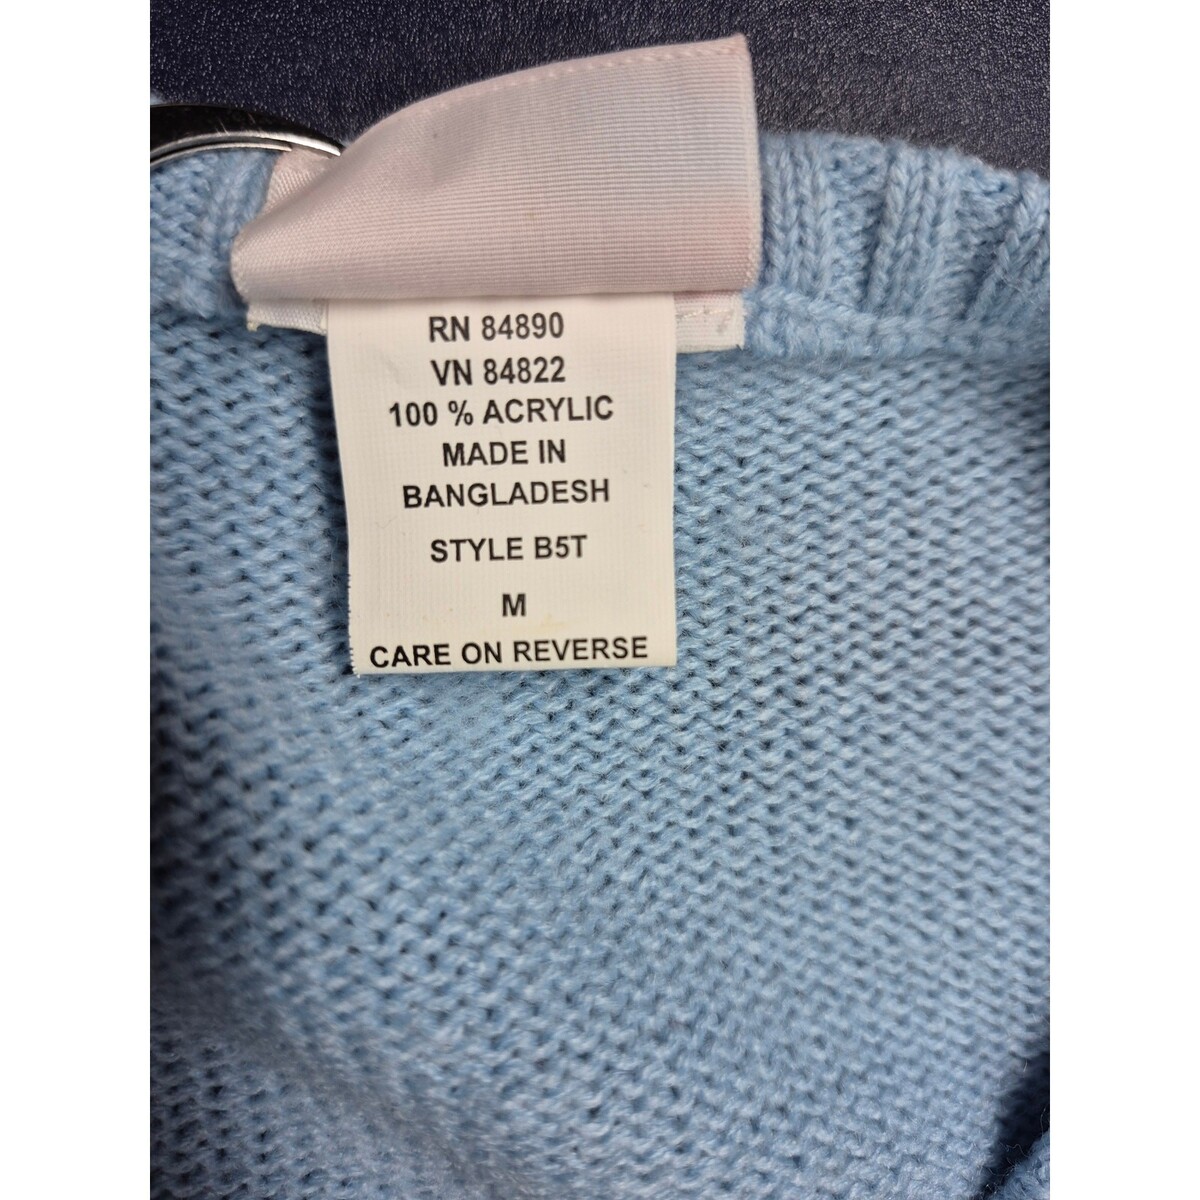 RN 84890
VN 84822
100 % ACRYLIC
MADE IN
BANGLADESH
STYLE B5T
M
CARE ON REVERSE